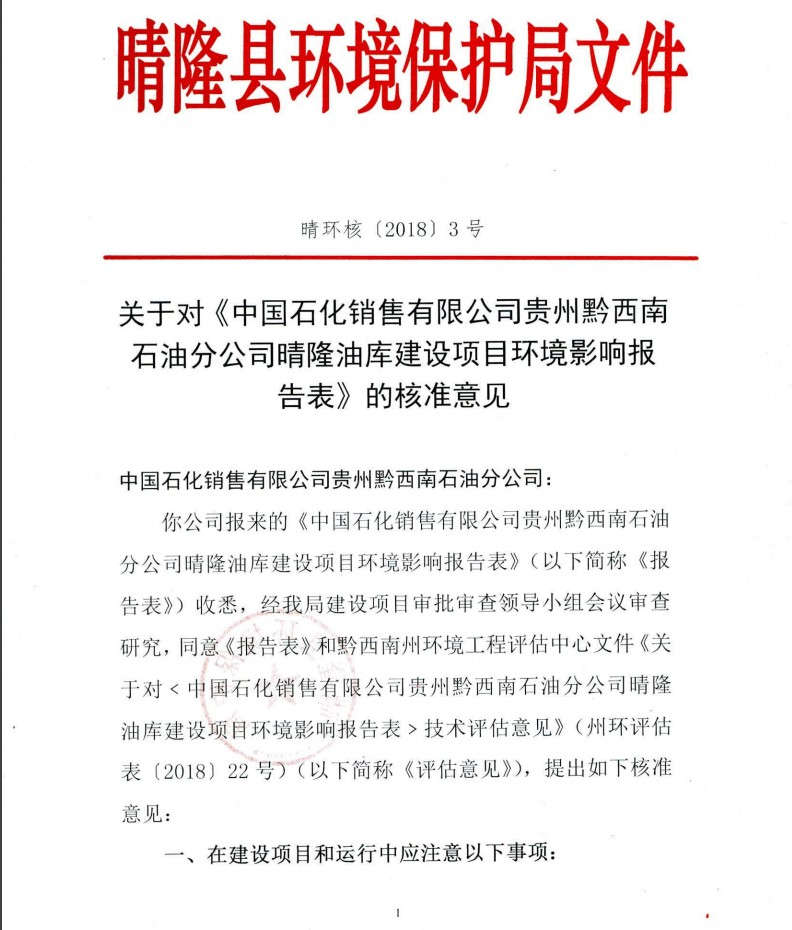 晴隆县环境保护局文件
晴环核〔2018〕3号
关于对《中国石化销售有限公司贵州黔西南
石油分公司晴隆油库建设项目环境影响报
告表》的核准意见
中国石化销售有限公司贵州黔西南石油分公司：
你公司报来的《中国石化销售有限公司贵州黔西南石油
分公司晴隆油库建设项目环境影响报告表》（以下简称《报
告表》）收悉，经我局建设项目审批审查领导小组会议审查
研究，同意《报告表》和黔西南州环境工程评估中心文件《关
于对＜中国石化销售有限公司贵州黔西南石油分公司晴隆
油库建设项目环境影响报告表＞技术评估意见》（州环评估
表〔2018〕22号）（以下简称《评估意见》），提出如下核准
意见：
一、在建设项目和运行中应注意以下事项：
1